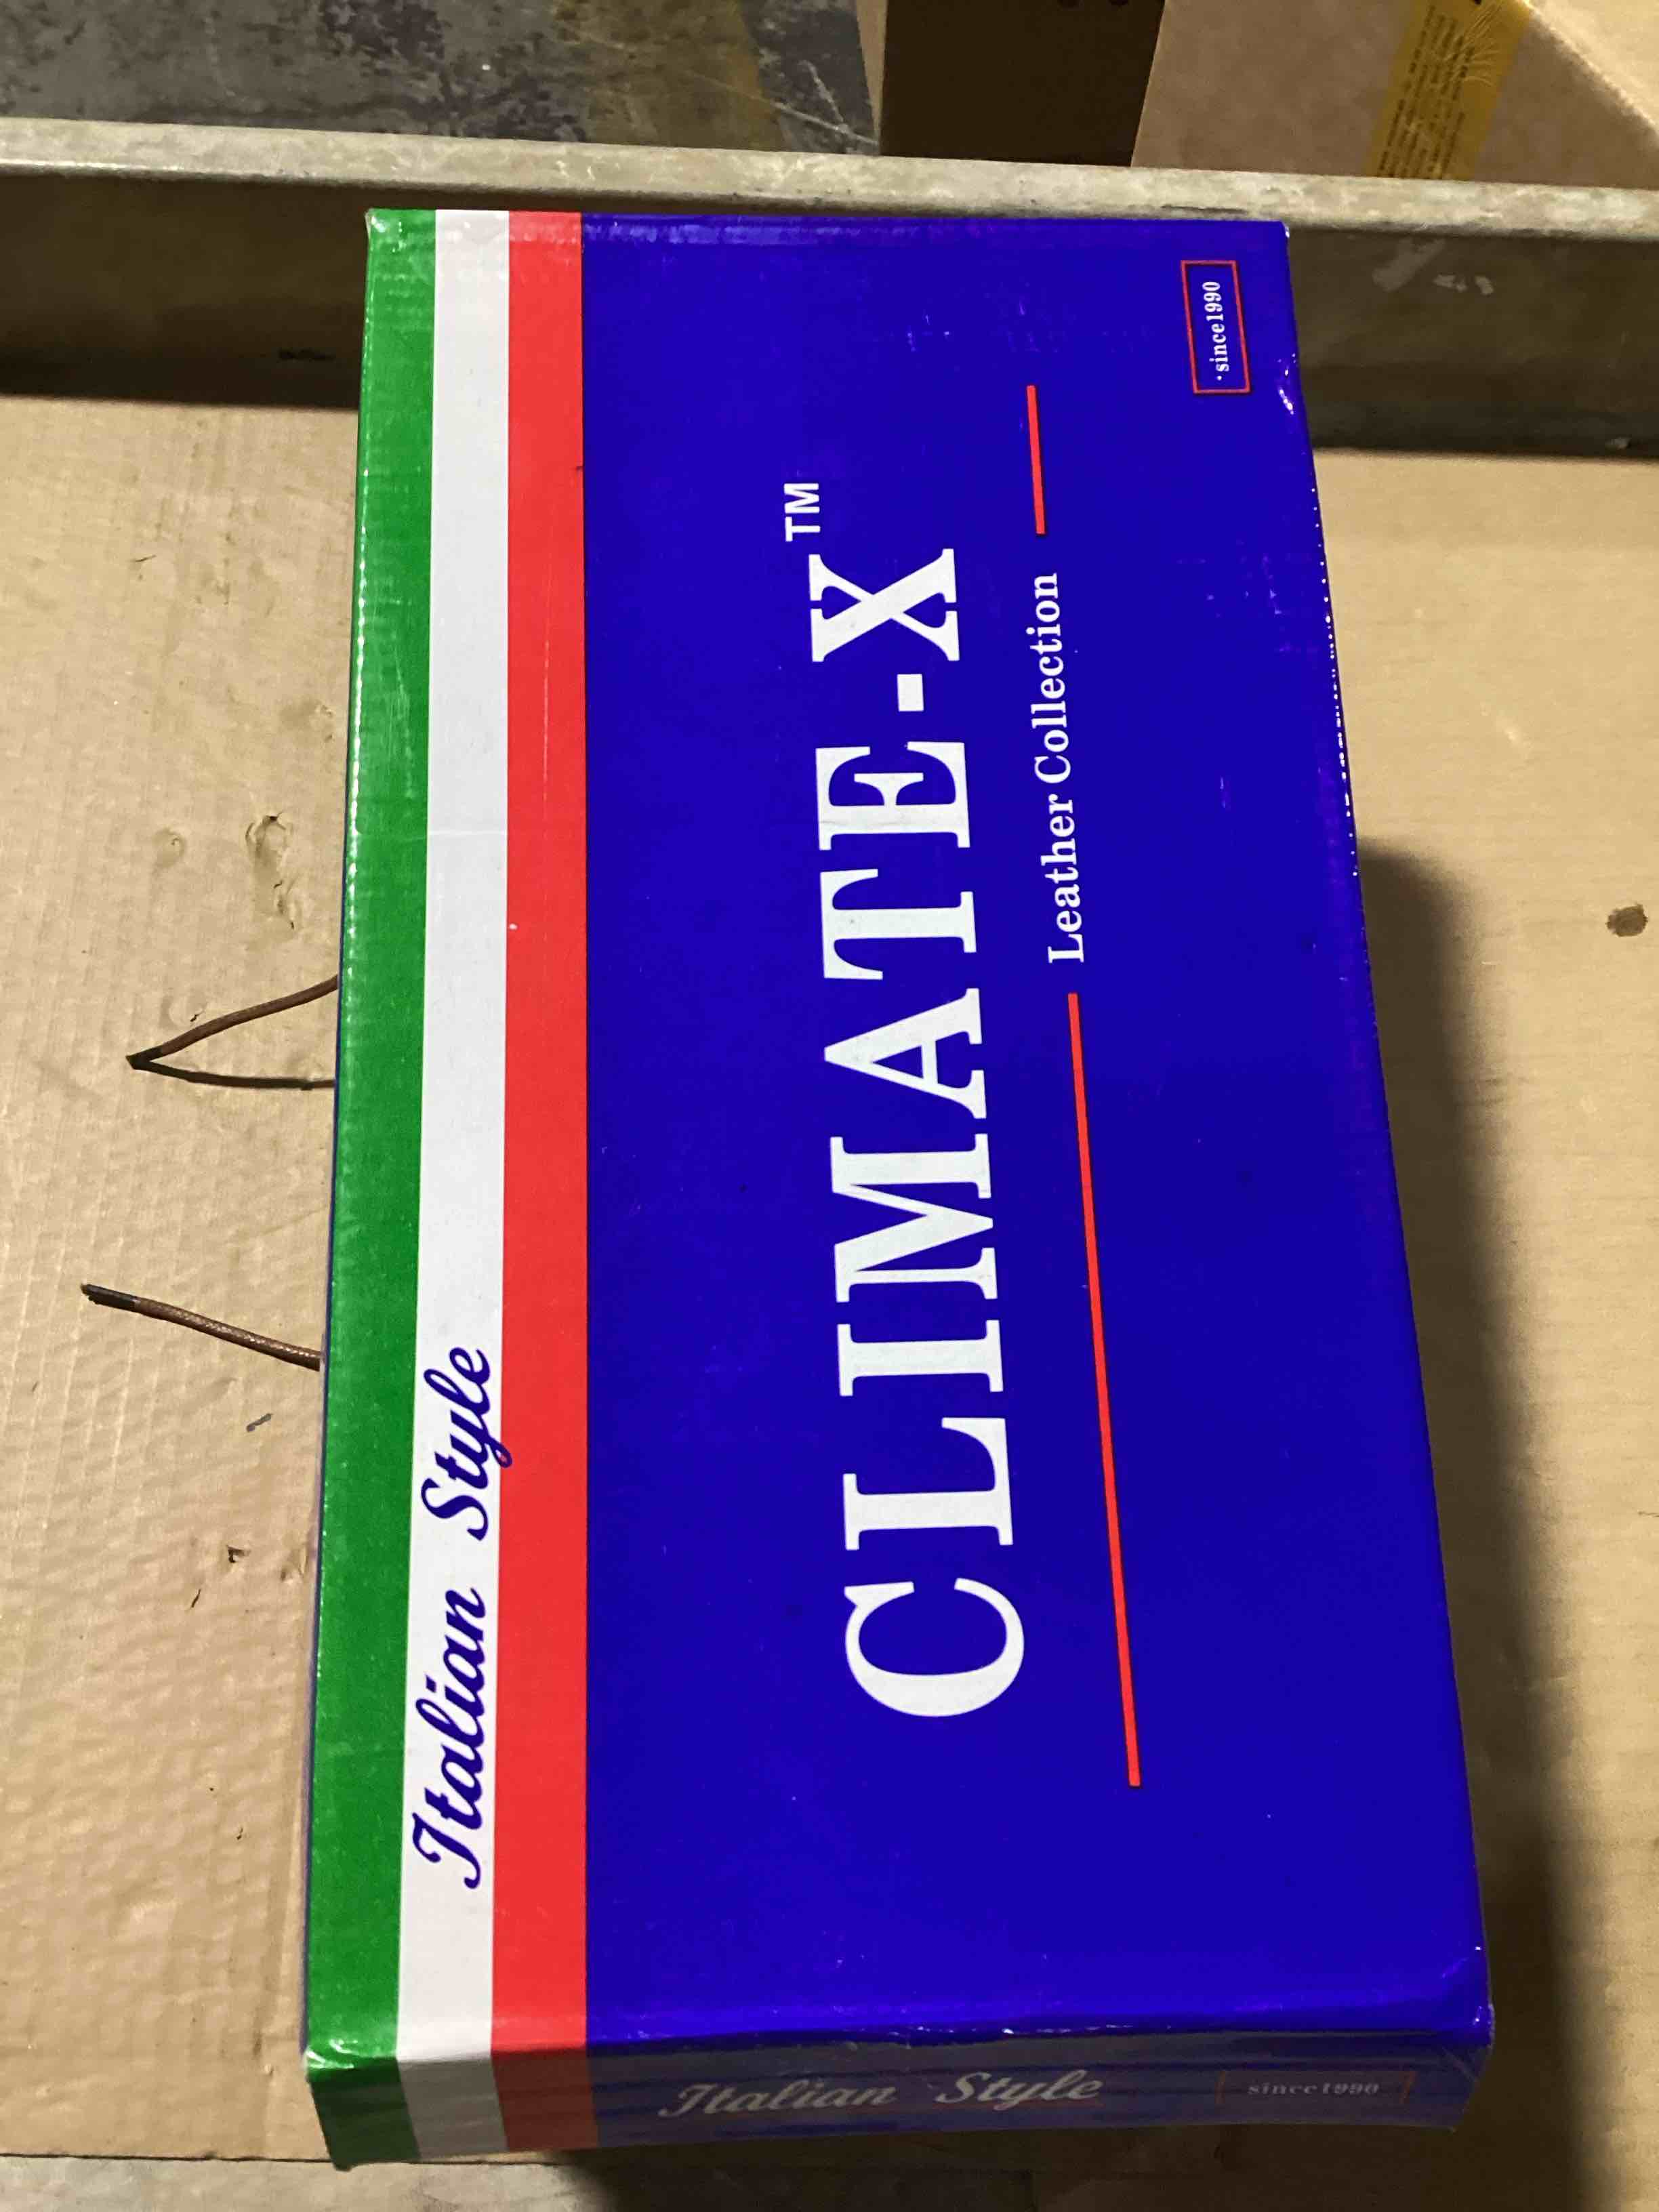 Italian Style
CLIMATE-X™
Leather Collection
·since1990
Italian Style
since1990